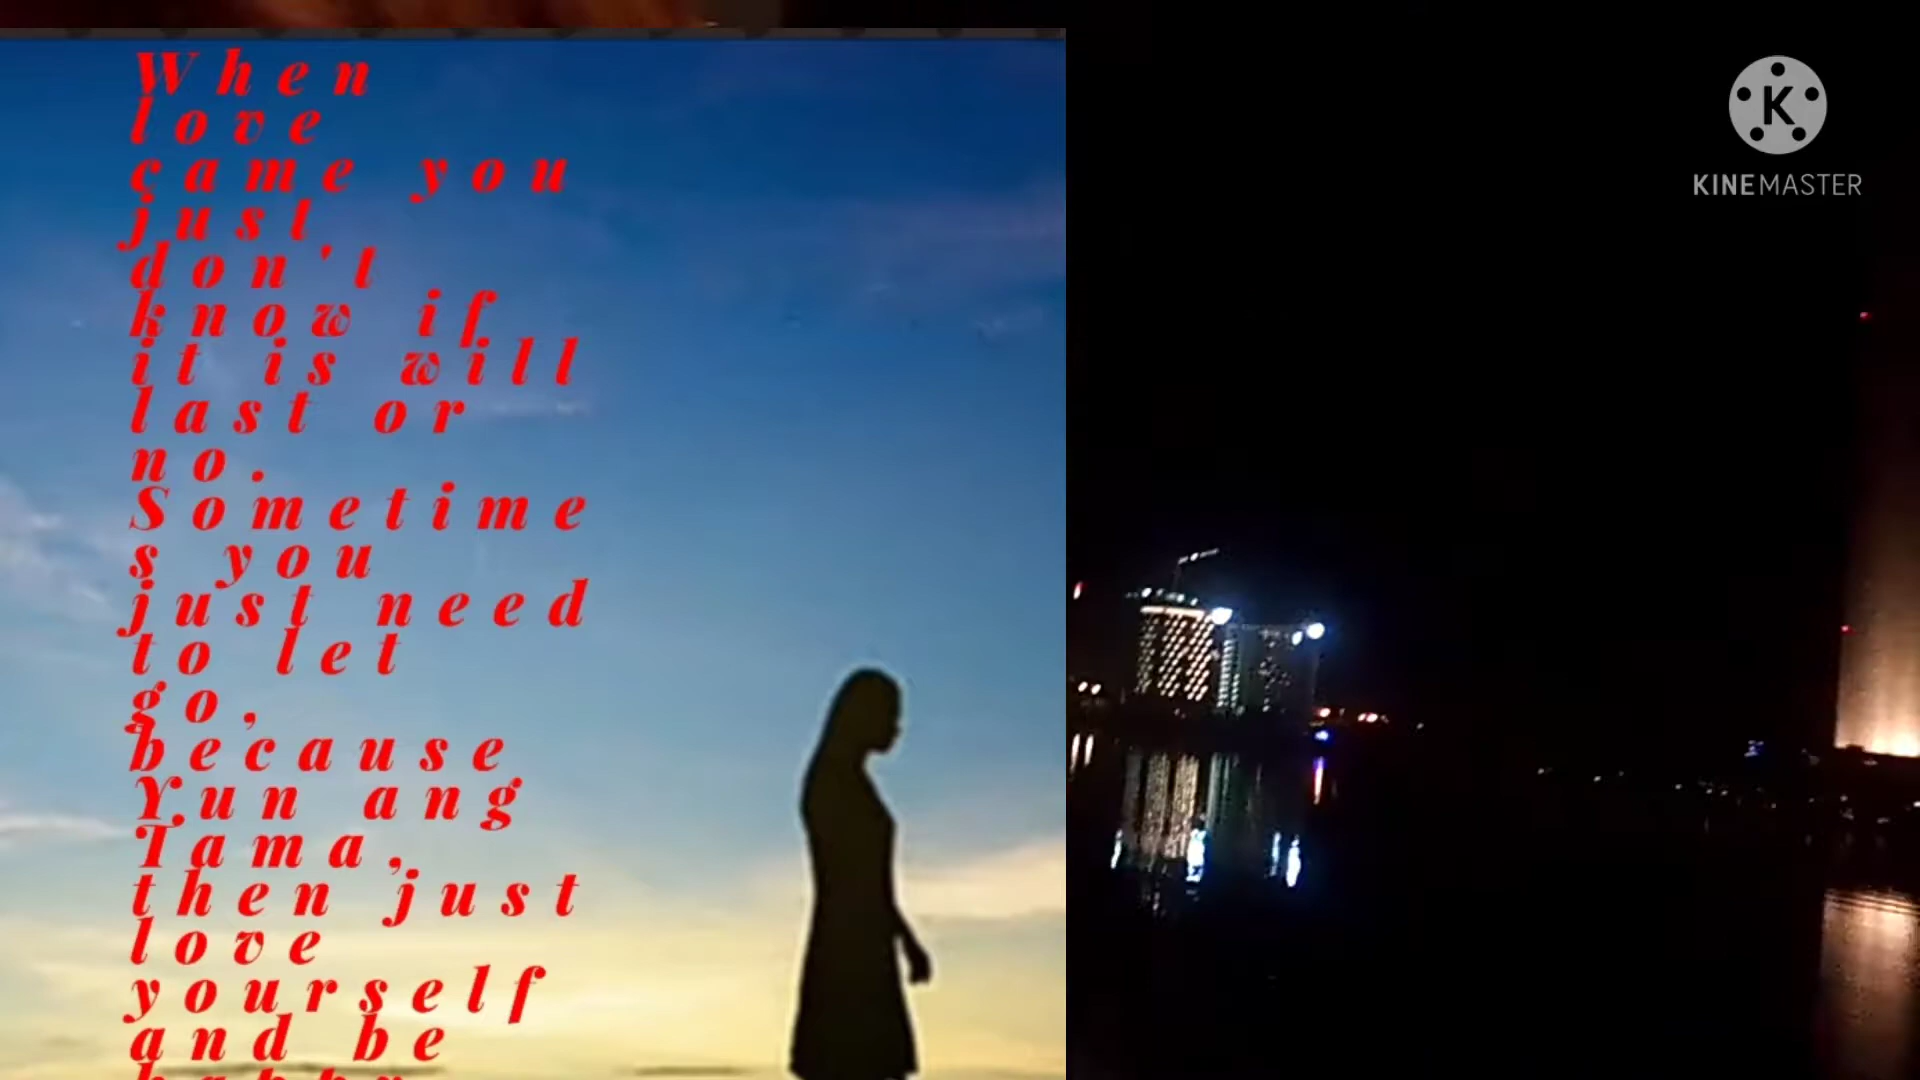 When
love
came you
just
don't
know if
it is will
last or
no.
Sometime
s you
just need
to let
go,
because
Yun ang
Tama,
then just
love
yourself
and be
K
KINEMASTER